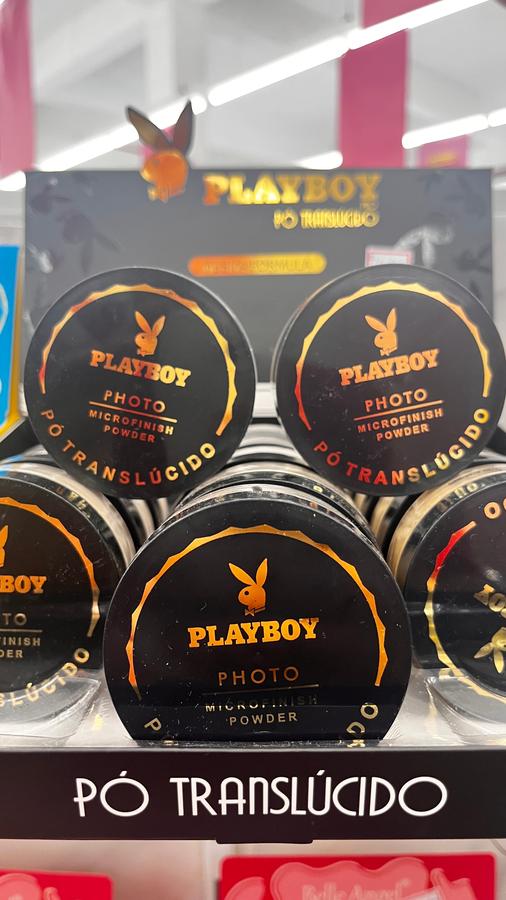 PLAYBOY
PÓ TRANSLÚCIDO
PLAYBOY
PHOTO
MICROFINISH
POWDER
PÓ TRANSLÚCIDO
PLAYBOY
PHOTO
MICROFINISH
POWDER
PÓ TRANSLÚCIDO
PLAYBOY
PHOTO
MICROFINISH
POWDER
PÓ TRANSLÚCIDO